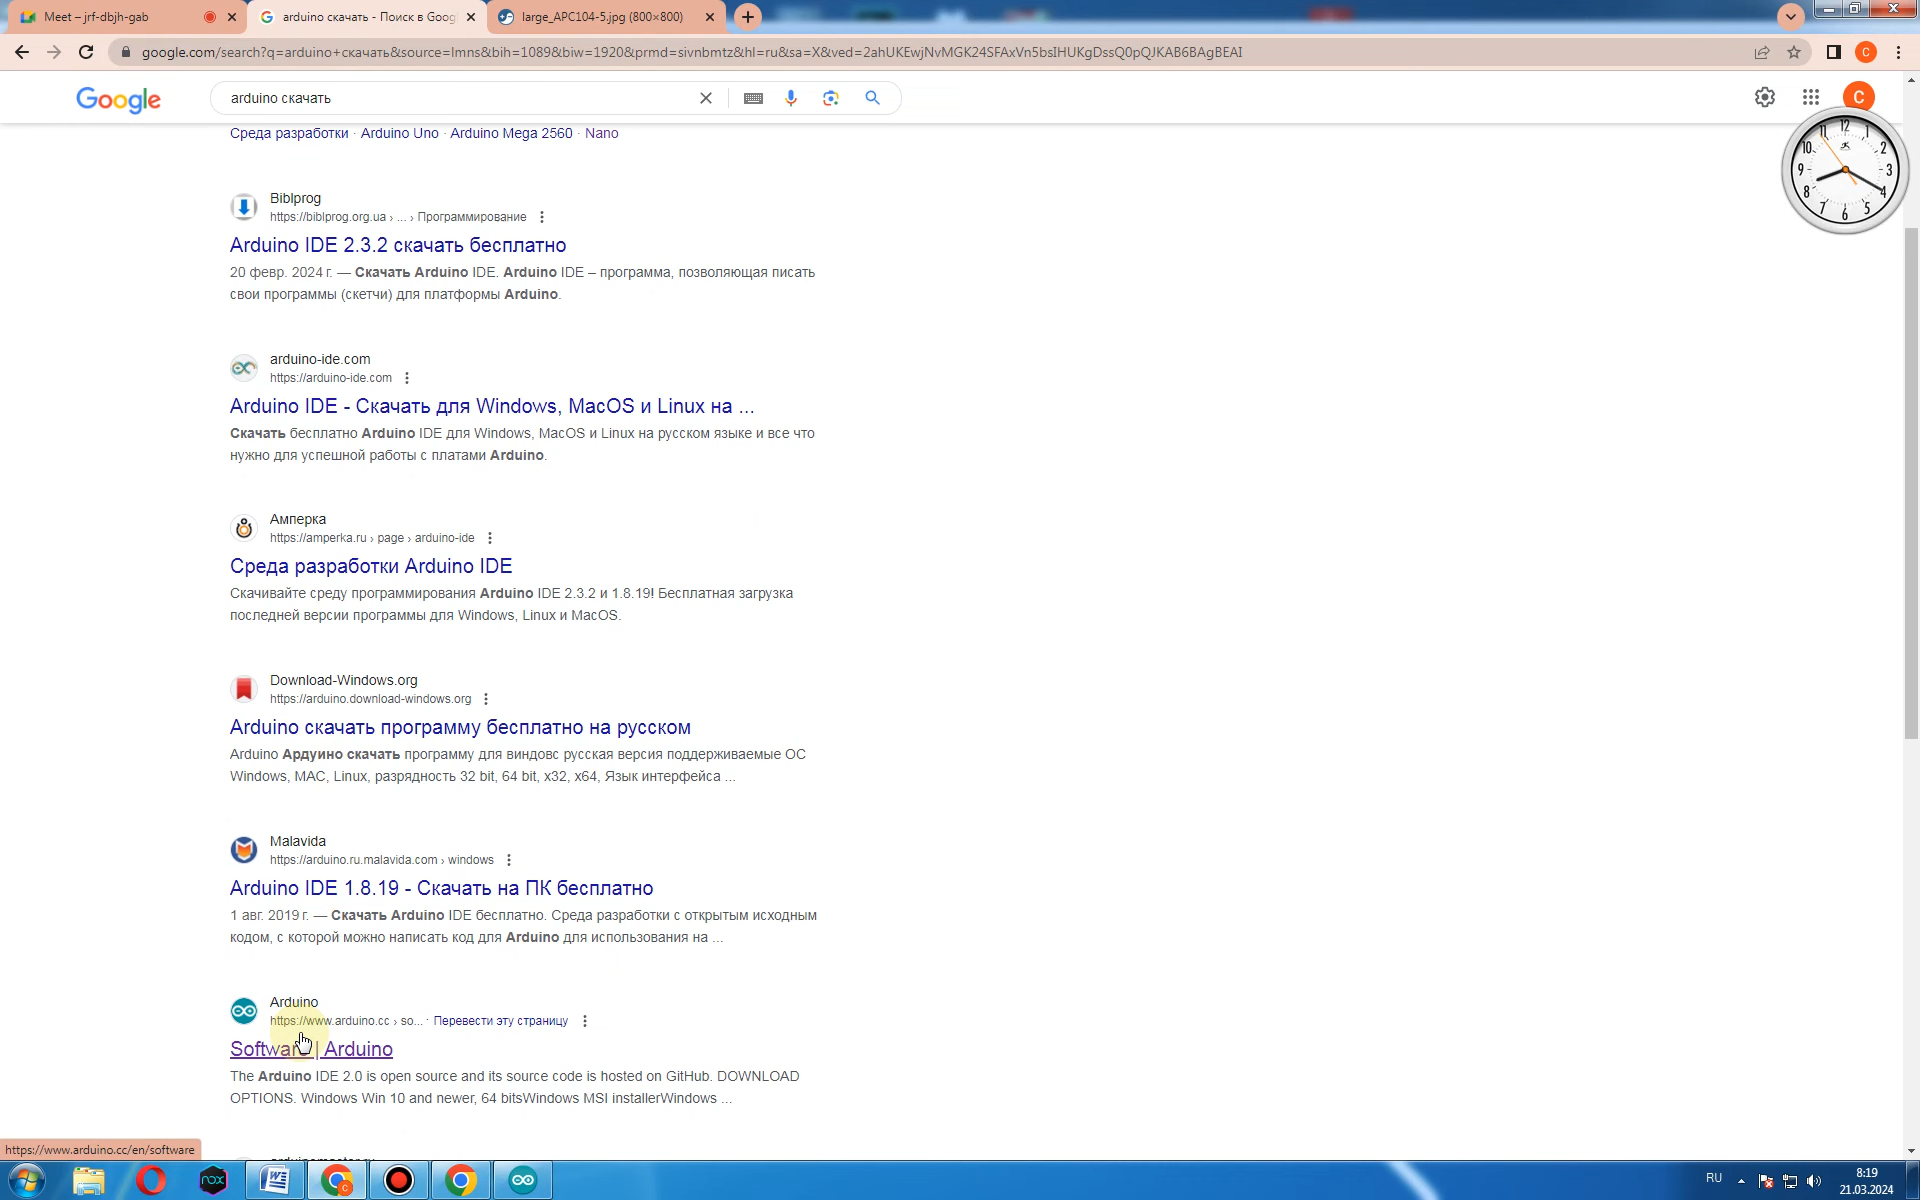 Meet – jrf-dbjh-gab
arduino скачать - Поиск в Goog
large_APC104-5.jpg (800×800)
google.com/search?q=arduino+скачать&source=lmns&bih=1089&biw=1920&prmd=sivnbmtz&hl=ru&sa=X&ved=2ahUKEwjNvMGK24SFAxVn5bsIHUKgDssQ0pQJKAB6BAgBEAI
C
Google
arduino скачать
C
Среда разработки · Arduino Uno · Arduino Mega 2560 · Nano
12
1
2
3
4
5
6
7
8
9
10
11
Biblprog
https://biblprog.org.ua › ... › Программирование
Arduino IDE 2.3.2 скачать бесплатно
20 февр. 2024 г. — Скачать Arduino IDE. Arduino IDE – программа, позволяющая писать
свои программы (скетчи) для платформы Arduino.
arduino-ide.com
https://arduino-ide.com
Arduino IDE - Скачать для Windows, MacOS и Linux на ...
Скачать бесплатно Arduino IDE для Windows, MacOS и Linux на русском языке и все что
нужно для успешной работы с платами Arduino.
Амперка
https://amperka.ru › page › arduino-ide
Среда разработки Arduino IDE
Скачивайте среду программирования Arduino IDE 2.3.2 и 1.8.19! Бесплатная загрузка
последней версии программы для Windows, Linux и MacOS.
Download-Windows.org
https://arduino.download-windows.org
Arduino скачать программу бесплатно на русском
Arduino Ардуино скачать программу для виндовс русская версия поддерживаемые ОС
Windows, MAC, Linux, разрядность 32 bit, 64 bit, x32, x64, Язык интерфейса ...
Malavida
https://arduino.ru.malavida.com › windows
Arduino IDE 1.8.19 - Скачать на ПК бесплатно
1 авг. 2019 г. — Скачать Arduino IDE бесплатно. Среда разработки с открытым исходным
кодом, с которой можно написать код для Arduino для использования на ...
Arduino
https://www.arduino.cc › so... · Перевести эту страницу
Software | Arduino
The Arduino IDE 2.0 is open source and its source code is hosted on GitHub. DOWNLOAD
OPTIONS. Windows Win 10 and newer, 64 bitsWindows MSI installerWindows ...
https://www.arduino.cc/en/software
nox
C
RU
8:19
21.03.2024